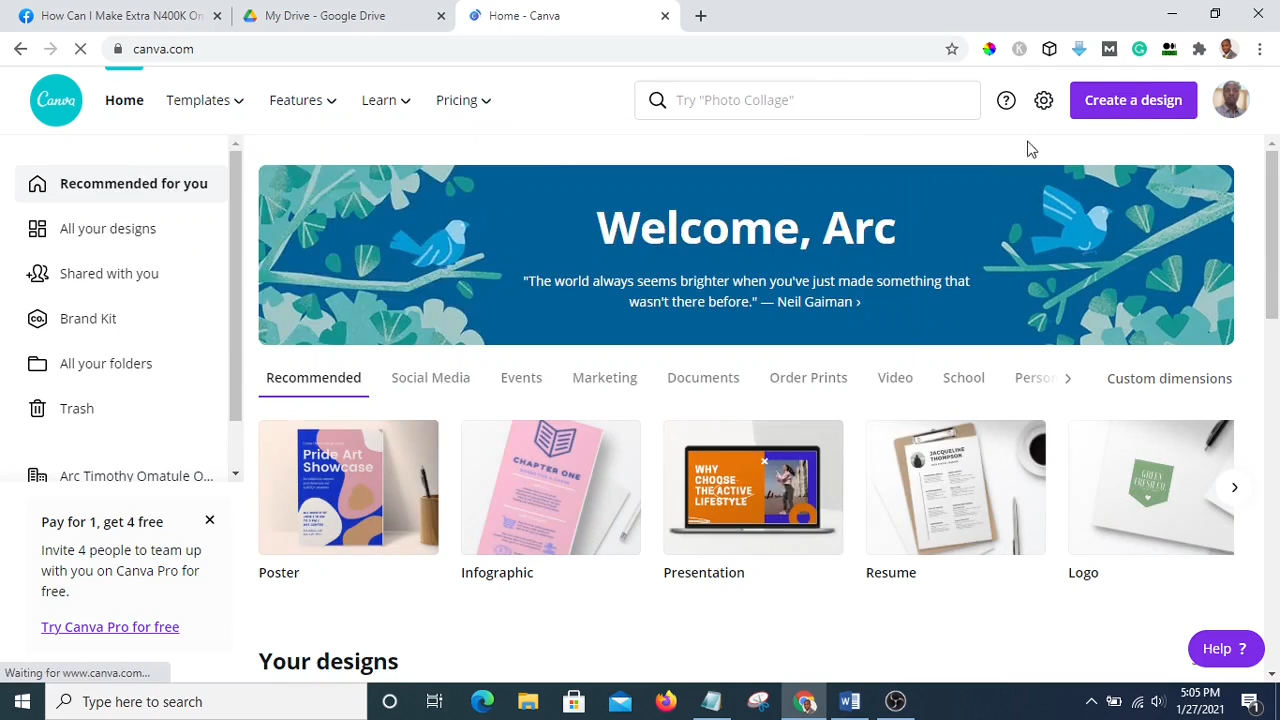 How Can I Make Extra N400K On
My Drive - Google Drive
Home - Canva
canva.com
Canva
Home
Templates
Features
Learn
Pricing
Try "Photo Collage"
Create a design
Recommended for you
All your designs
Shared with you
Brand Kit
All your folders
Trash
Arc Timothy Omatule O...
Pay for 1, get 4 free
Invite 4 people to team up
with you on Canva Pro for
free.
Try Canva Pro for free
Waiting for www.canva.com...
Welcome, Arc
"The world always seems brighter when you've just made something that
wasn't there before." — Neil Gaiman ›
Recommended
Social Media
Events
Marketing
Documents
Order Prints
Video
School
Person
Custom dimensions
Pride Art
Showcase
CHAPTER ONE
WHY
CHOOSE
THE ACTIVE
LIFESTYLE
JACQUELINE
THOMPSON
GREEN
FRESH CO.
Poster
Infographic
Presentation
Resume
Logo
Your designs
Help ?
Type here to search
5:05 PM
1/27/2021